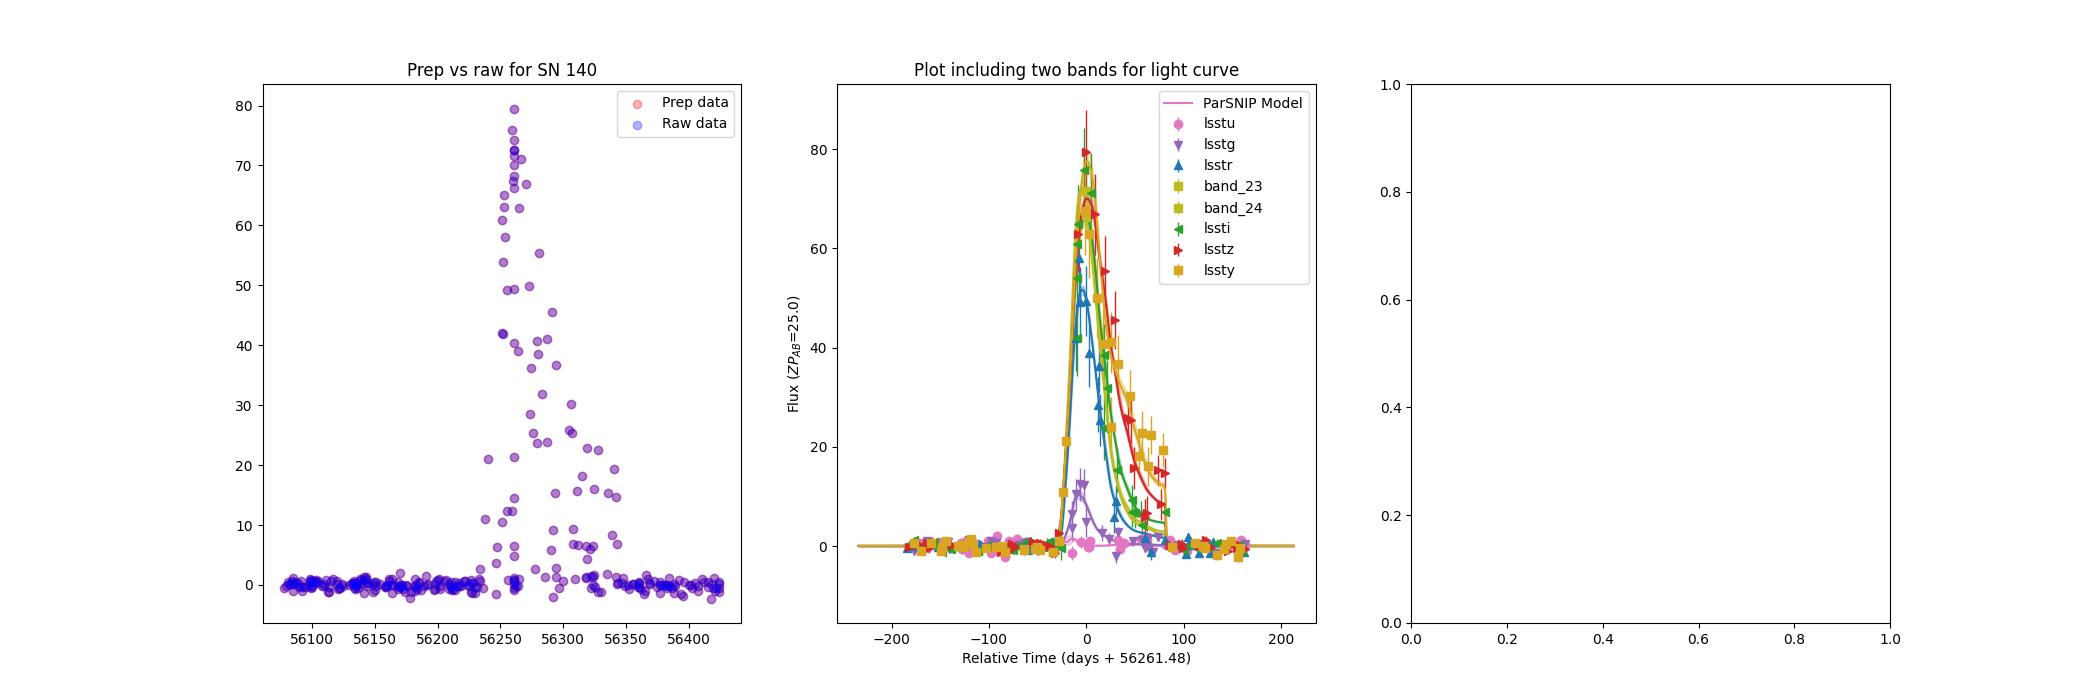 Prep vs raw for SN 140
Prep data
Raw data
80
70
60
50
40
30
20
10
0
56100 56150 56200 56250 56300 56350 56400
Plot including two bands for light curve
ParSNIP Model
lsstu
lsstg
lsstr
band_23
band_24
lssti
lsstz
lssty
Flux (ZP_AB=25.0)
80
60
40
20
0
−200 −100 0 100 200
Relative Time (days + 56261.48)
1.0
0.8
0.6
0.4
0.2
0.0
0.0 0.2 0.4 0.6 0.8 1.0